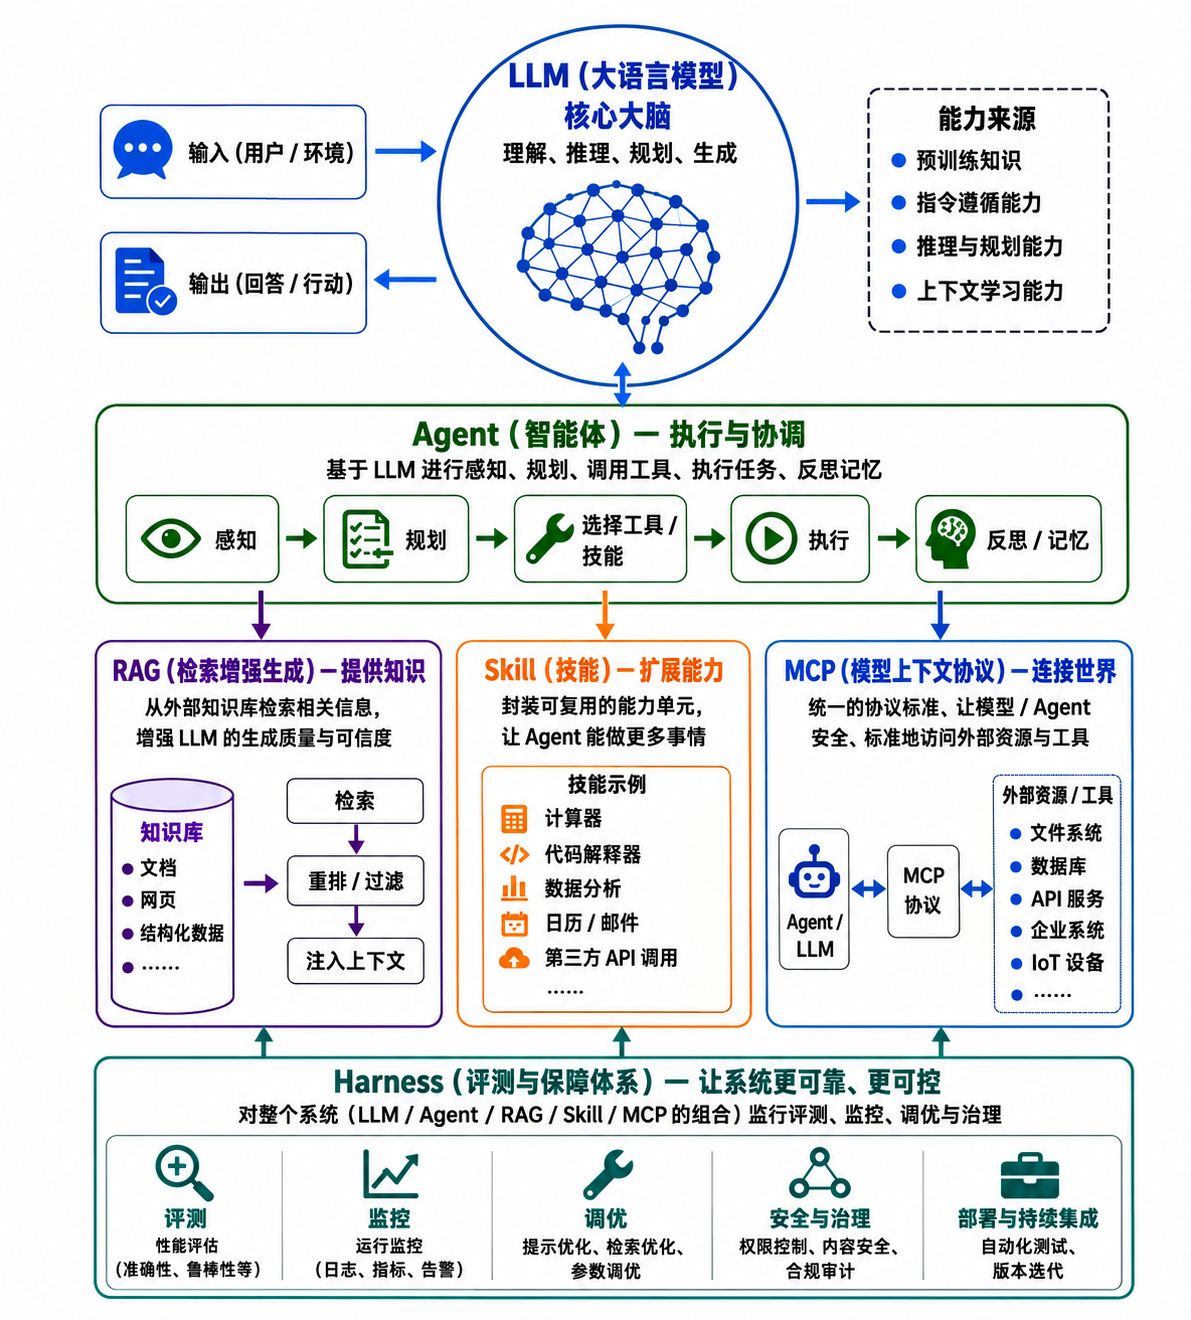 LLM（大语言模型）
核心大脑
理解、推理、规划、生成
输入（用户 / 环境）
输出（回答 / 行动）
能力来源
预训练知识
指令遵循能力
推理与规划能力
上下文学习能力
Agent（智能体）— 执行与协调
基于 LLM 进行感知、规划、调用工具、执行任务、反思记忆
感知
规划
选择工具 /
技能
执行
反思 / 记忆
RAG（检索增强生成）— 提供知识
从外部知识库检索相关信息，
增强 LLM 的生成质量与可信度
知识库
文档
网页
结构化数据
......
检索
重排 / 过滤
注入上下文
Skill（技能）— 扩展能力
封装可复用的能力单元，
让 Agent 能做更多事情
技能示例
计算器
代码解释器
数据分析
日历 / 邮件
第三方 API 调用
......
MCP（模型上下文协议）— 连接世界
统一的协议标准、让模型 / Agent
安全、标准地访问外部资源与工具
Agent /
LLM
MCP
协议
外部资源 / 工具
文件系统
数据库
API 服务
企业系统
IoT 设备
......
Harness（评测与保障体系）— 让系统更可靠、更可控
对整个系统（LLM / Agent / RAG / Skill / MCP 的组合）监行评测、监控、调优与治理
评测
性能评估
（准确性、鲁棒性等）
监控
运行监控
（日志、指标、告警）
调优
提示优化、检索优化、
参数调优
安全与治理
权限控制、内容安全、
合规审计
部署与持续集成
自动化测试、
版本迭代